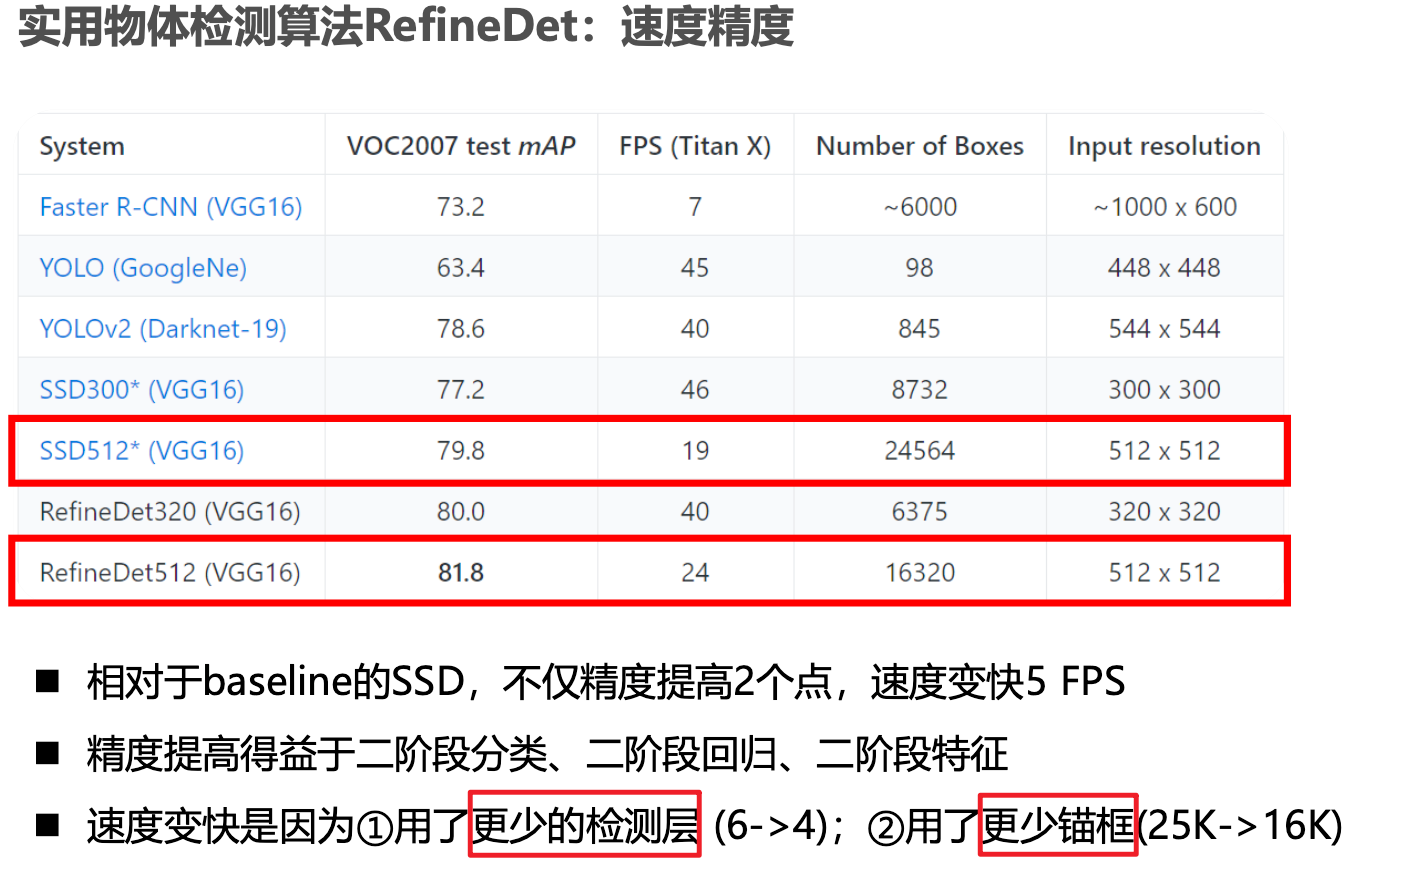 实用物体检测算法RefineDet：速度精度
System VOC2007 test mAP FPS (Titan X) Number of Boxes Input resolution
Faster R-CNN (VGG16) 73.2 7 ~6000 ~1000 x 600
YOLO (GoogleNe) 63.4 45 98 448 x 448
YOLOv2 (Darknet-19) 78.6 40 845 544 x 544
SSD300* (VGG16) 77.2 46 8732 300 x 300
SSD512* (VGG16) 79.8 19 24564 512 x 512
RefineDet320 (VGG16) 80.0 40 6375 320 x 320
RefineDet512 (VGG16) 81.8 24 16320 512 x 512
■ 相对于baseline的SSD，不仅精度提高2个点，速度变快5 FPS
■ 精度提高得益于二阶段分类、二阶段回归、二阶段特征
■ 速度变快是因为①用了更少的检测层 (6->4)；②用了更少锚框(25K->16K)